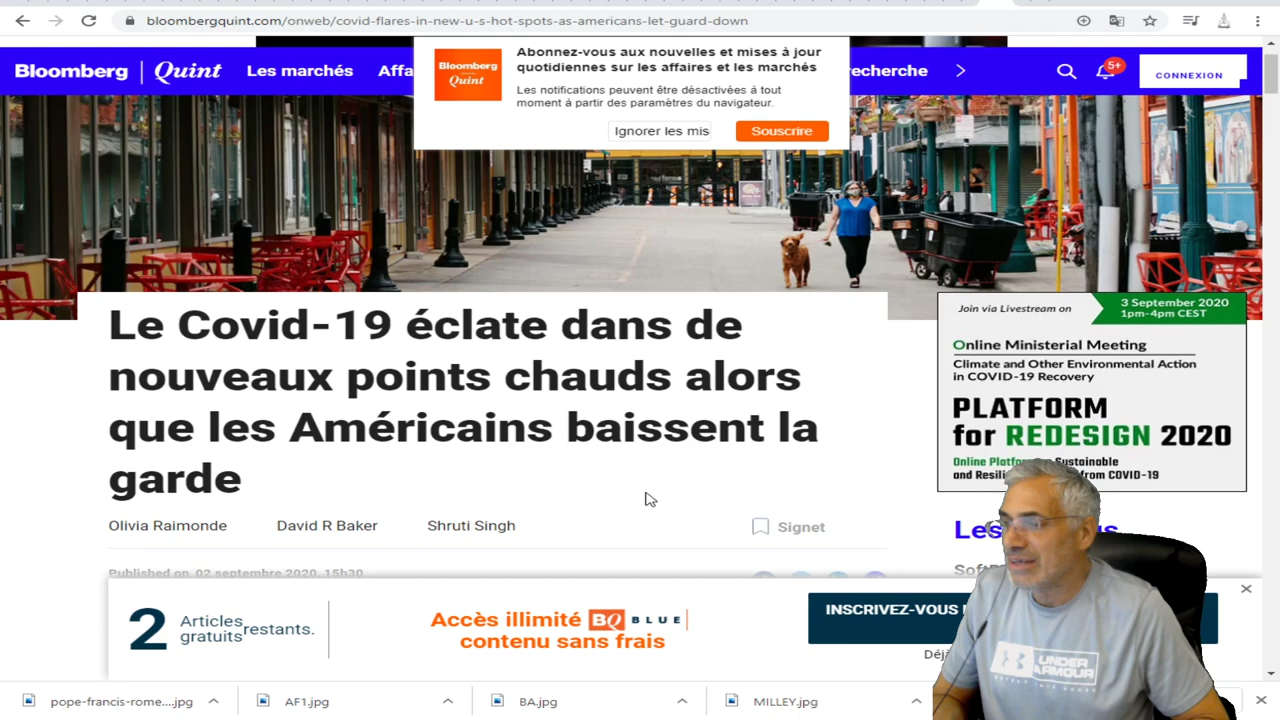 bloombergquint.com/onweb/covid-flares-in-new-u-s-hot-spots-as-americans-let-guard-down
Abonnez-vous aux nouvelles et mises à jour
quotidiennes sur les affaires et les marchés
Les notifications peuvent être désactivées à tout
moment à partir des paramètres du navigateur.
Ignorer les mis
Souscrire
Bloomberg
Quint
Bloomberg | Quint
Les marchés
Affa
recherche
5+
CONNEXION
Le Covid-19 éclate dans de
nouveaux points chauds alors
que les Américains baissent la
garde
Olivia Raimonde David R Baker Shruti Singh
Signet
Published on 02 septembre 2020, 15h30
Join via Livestream on
3 September 2020
1pm-4pm CEST
Online Ministerial Meeting
Climate and Other Environmental Action
in COVID-19 Recovery
PLATFORM
for REDESIGN 2020
Online Sustainable
and from COVID-19
Les
2
Articles
gratuits restants.
Accès illimité BQ BLUE
contenu sans frais
INSCRIVEZ-VOUS
Déjà
UNDER
ARMOUR
pope-francis-rome....jpg
AF1.jpg
BA.jpg
MILLEY.jpg